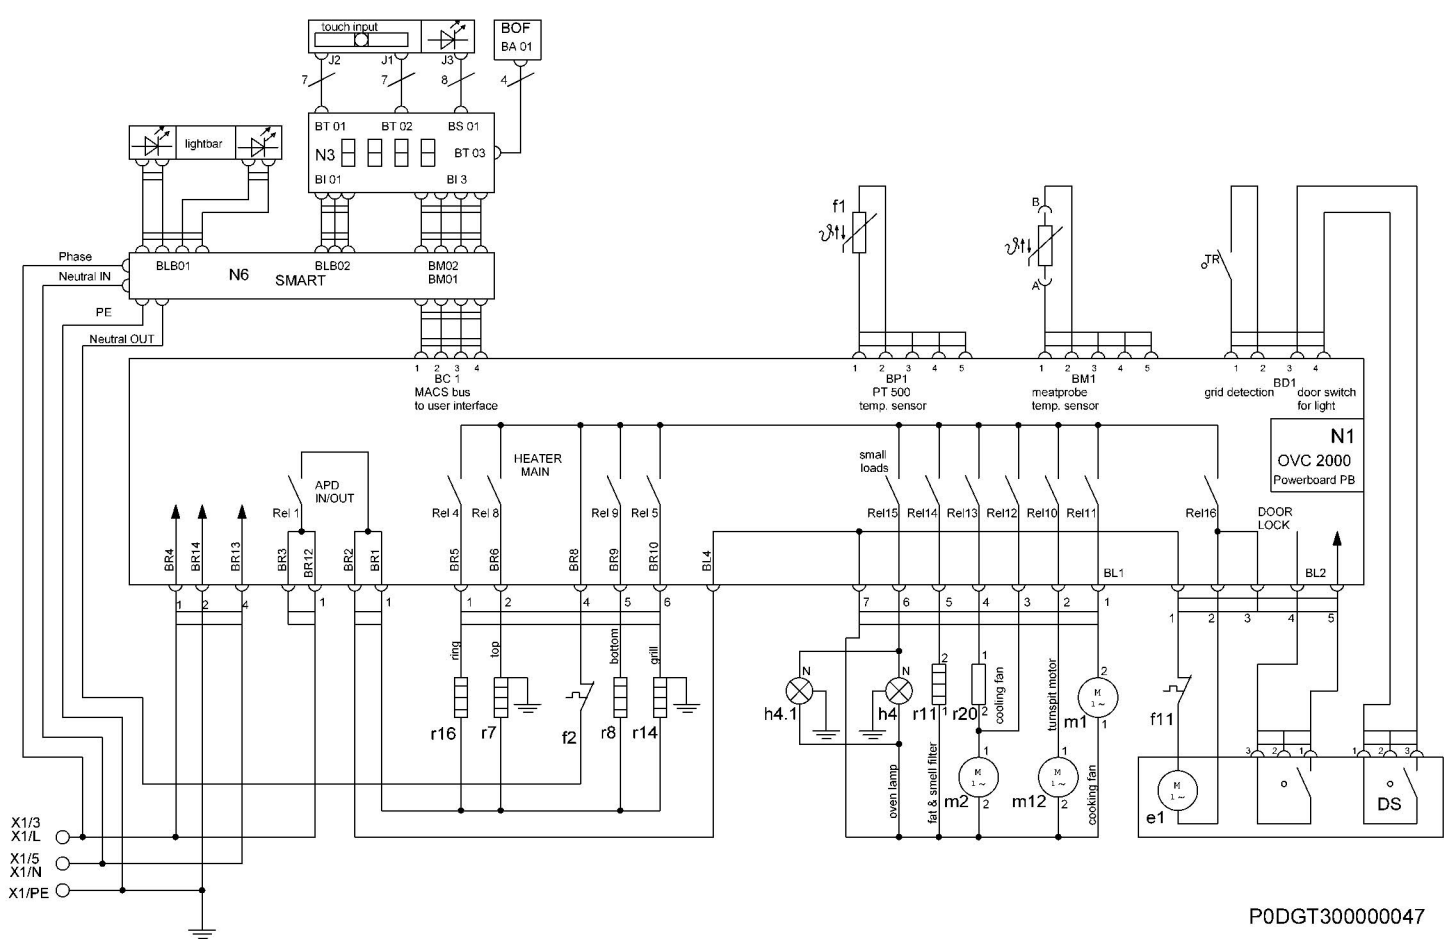 touch input
BOF
BA 01
J2
J1
J3
7
7
8
4
BT 01
BT 02
BS 01
lightbar
N3
BT 03
BI 01
BI 3
f1
B
A
TR
Phase
Neutral IN
PE
Neutral OUT
BLB01
N6
SMART
BLB02
BM02
BM01
1 2 3 4
BC 1
MACS bus
to user interface
1 2 3 4 5
BP1
PT 500
temp. sensor
1 2 3 4 5
BM1
meatprobe
temp. sensor
1 2 3 4
BD1
grid detection
door switch
for light
N1
OVC 2000
Powerboard PB
HEATER
MAIN
small
loads
APD
IN/OUT
Rel 1
Rel 4
Rel 8
Rel 9
Rel 5
Rel15
Rel14
Rel13
Rel12
Rel10
Rel11
Rel16
DOOR
LOCK
BR4
BR14
BR13
BR3
BR12
BR2
BR1
BR5
BR6
BR8
BR9
BR10
BL4
BL1
BL2
1 2 4
1
1
1 2 4 5 6
7 6 5 4 3 2 1
1 2 3 4 5
ring
top
bottom
grill
r16
r7
f2
r8
r14
N
h4.1
N
h4
oven lamp
2
r11
1
fat & smell filter
1
r20
2
cooling fan
1
M
1~
m2
2
turnspit motor
1
M
1~
m12
2
2
M
1~
m1
1
cooking fan
f11
M
1~
e1
3 2 1
1 2 3
DS
X1/3
X1/L
X1/5
X1/N
X1/PE
P0DGT300000047